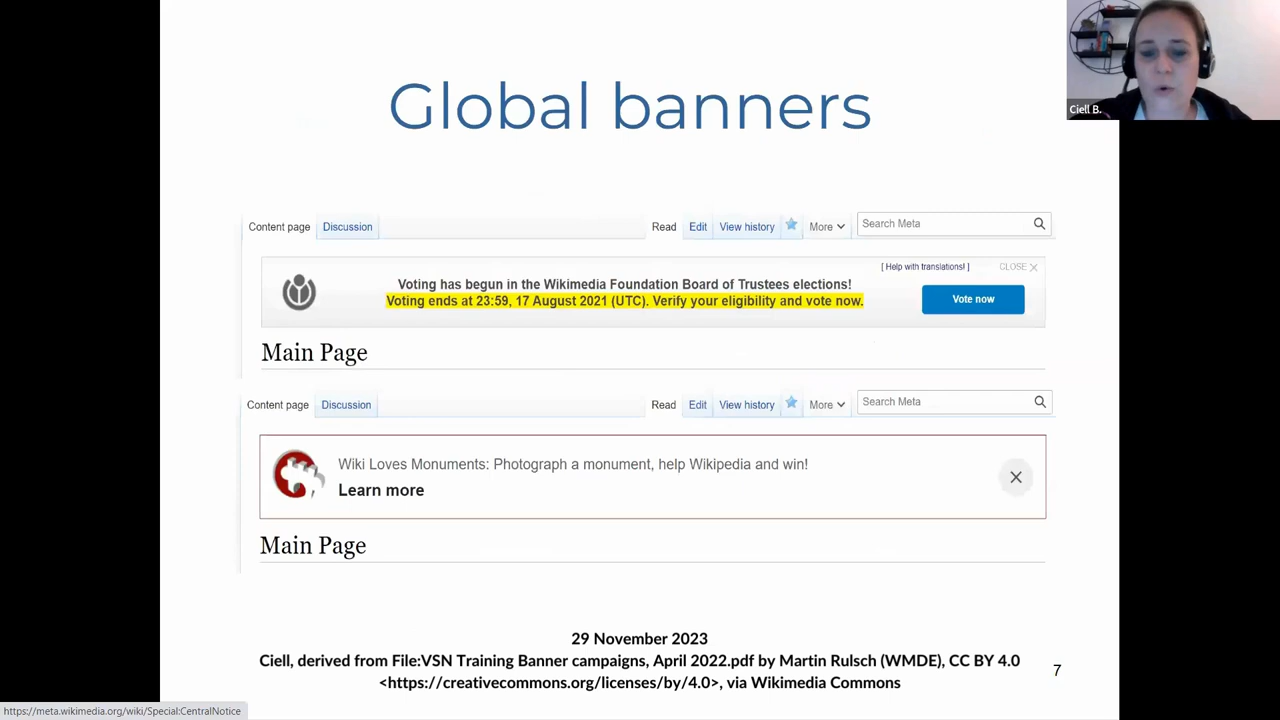 Global banners
Ciell B.
Content page Discussion Read Edit View history More Search Meta
[ Help with translations! ] CLOSE
Voting has begun in the Wikimedia Foundation Board of Trustees elections!
Voting ends at 23:59, 17 August 2021 (UTC). Verify your eligibility and vote now.
Vote now
Main Page
Content page Discussion Read Edit View history More Search Meta
Wiki Loves Monuments: Photograph a monument, help Wikipedia and win!
Learn more
Main Page
29 November 2023
Ciell, derived from File:VSN Training Banner campaigns, April 2022.pdf by Martin Rulsch (WMDE), CC BY 4.0
<https://creativecommons.org/licenses/by/4.0>, via Wikimedia Commons
7
https://meta.wikimedia.org/wiki/Special:CentralNotice